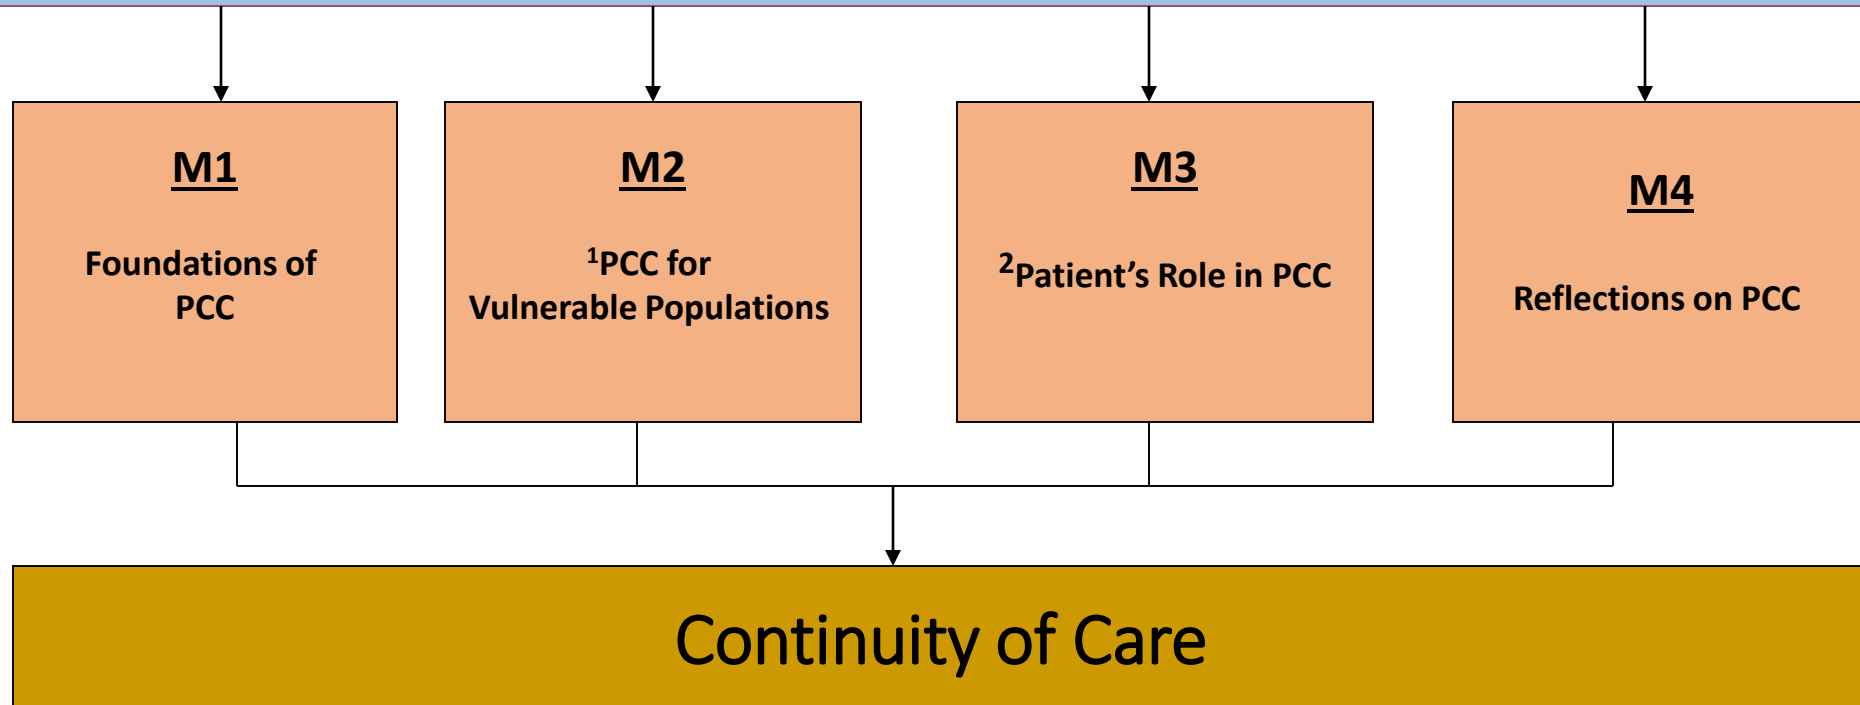 M1
Foundations of
PCC
M2
¹PCC for
Vulnerable Populations
M3
²Patient’s Role in PCC
M4
Reflections on PCC
Continuity of Care